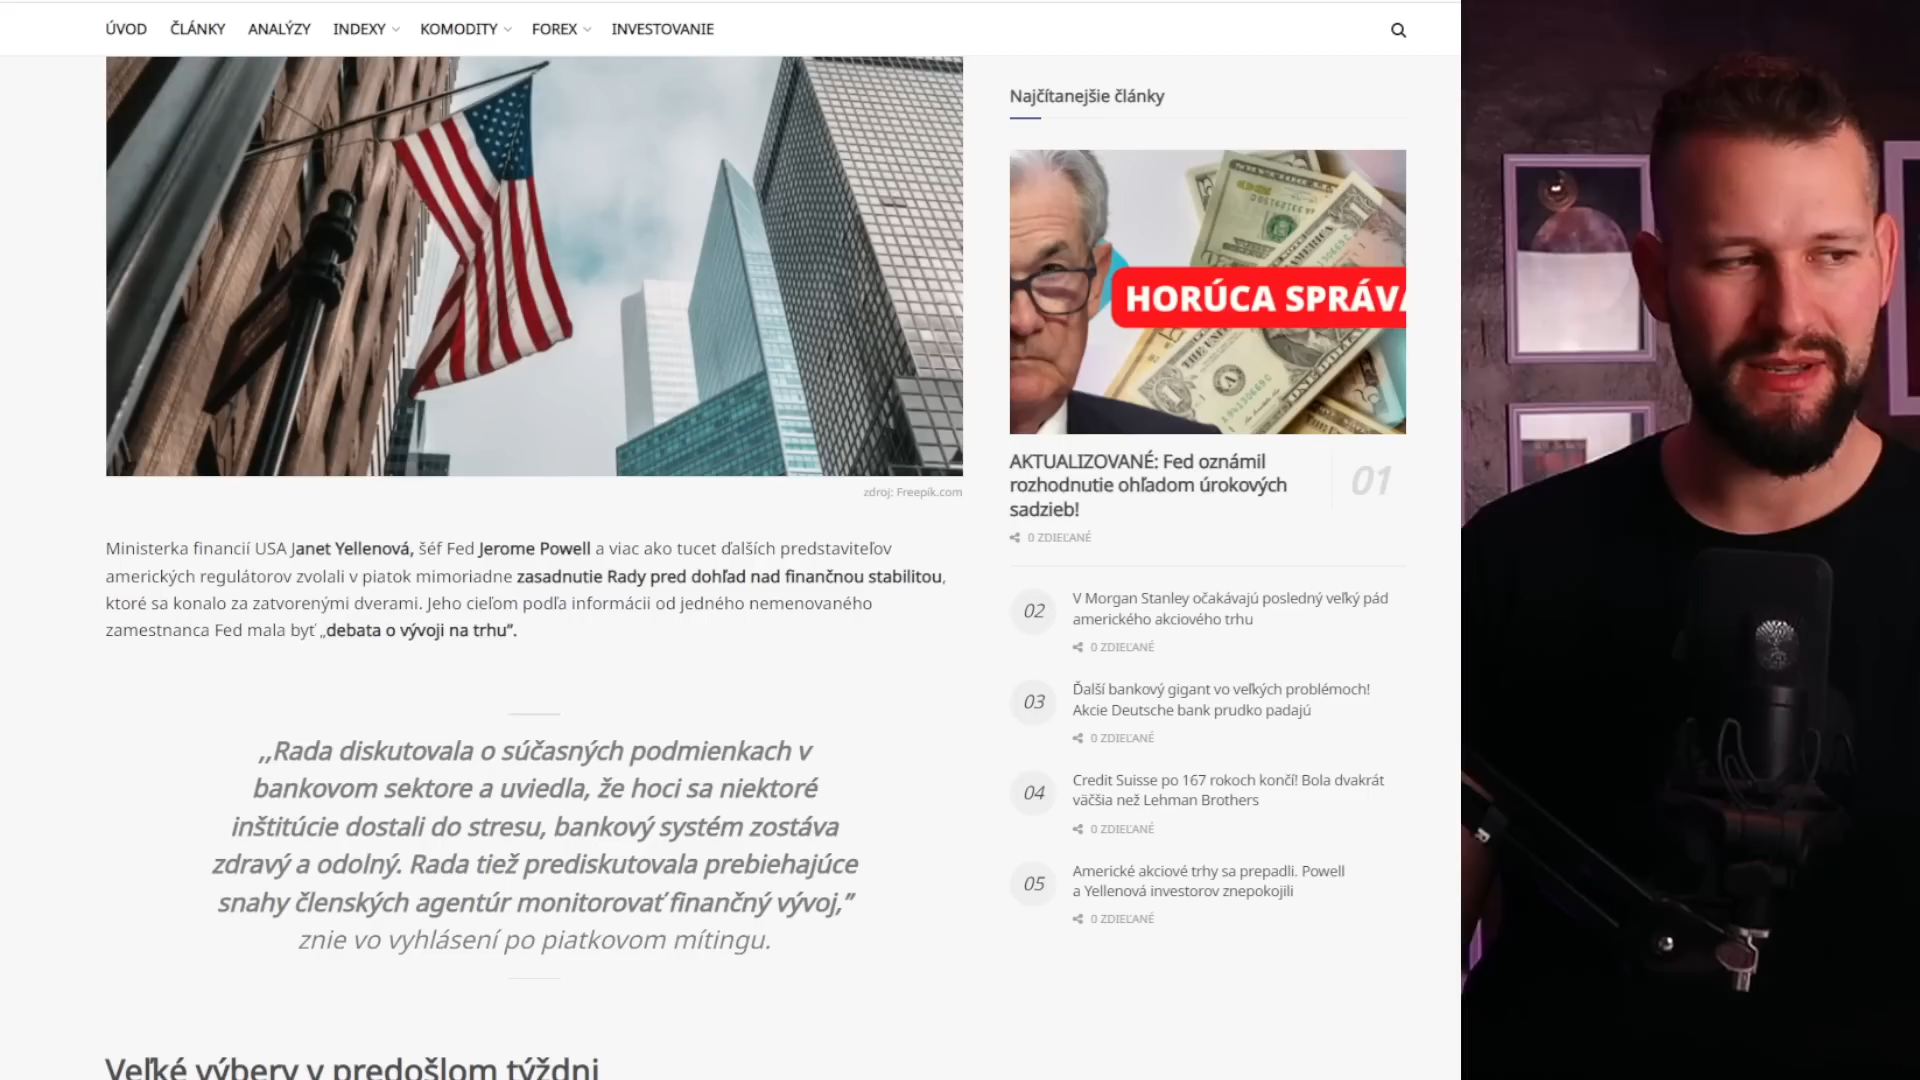 ÚVOD ČLÁNKY ANALÝZY INDEXY KOMODITY FOREX INVESTOVANIE
zdroj: Freepik.com
Ministerka financií USA Janet Yellenová, šéf Fed Jerome Powell a viac ako tucet ďalších predstaviteľov
amerických regulátorov zvolali v piatok mimoriadne zasadnutie Rady pred dohľad nad finančnou stabilitou,
ktoré sa konalo za zatvorenými dverami. Jeho cieľom podľa informácii od jedného nemenovaného
zamestnanca Fed mala byť „debata o vývoji na trhu”.
,,Rada diskutovala o súčasných podmienkach v
bankovom sektore a uviedla, že hoci sa niektoré
inštitúcie dostali do stresu, bankový systém zostáva
zdravý a odolný. Rada tiež prediskutovala prebiehajúce
snahy členských agentúr monitorovať finančný vývoj,”
znie vo vyhlásení po piatkovom mítingu.
Veľké výbery v predošlom týždni
Najčítanejšie články
HORÚCA SPRÁVA
AKTUALIZOVANÉ: Fed oznámil
rozhodnutie ohľadom úrokových
sadzieb!
01
0 ZDIEĽANÉ
02
V Morgan Stanley očakávajú posledný veľký pád
amerického akciového trhu
0 ZDIEĽANÉ
03
Ďalší bankový gigant vo veľkých problémoch!
Akcie Deutsche bank prudko padajú
0 ZDIEĽANÉ
04
Credit Suisse po 167 rokoch končí! Bola dvakrát
väčšia než Lehman Brothers
0 ZDIEĽANÉ
05
Americké akciové trhy sa prepadli. Powell
a Yellenová investorov znepokojili
0 ZDIEĽANÉ